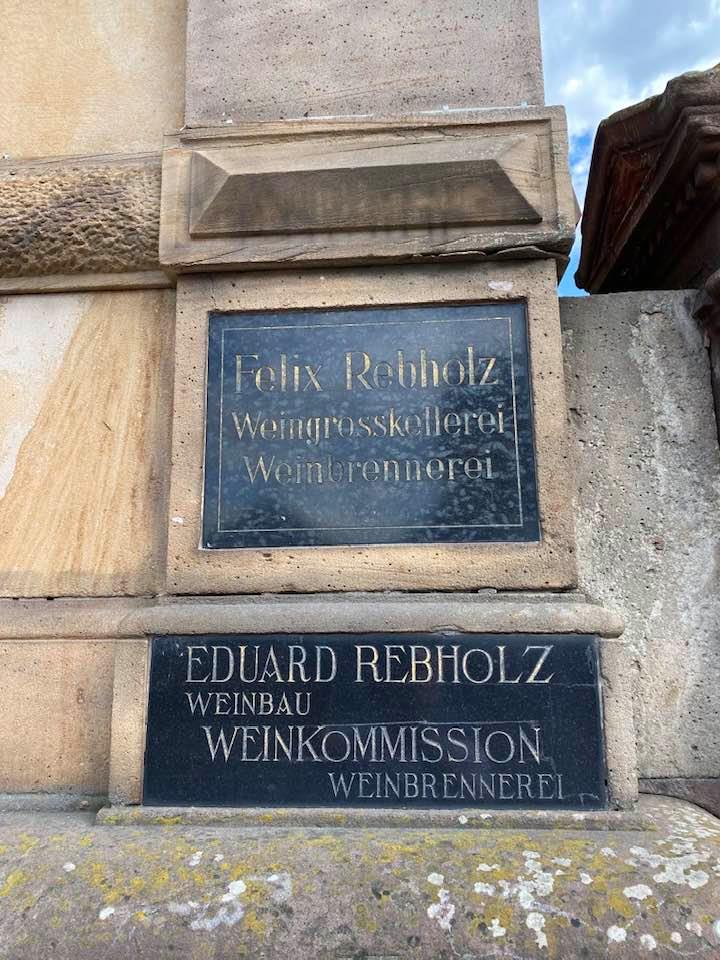 Felix Rebholz
Weingrosskellerei
Weinbrennerei
EDUARD REBHOLZ
WEINBAU
WEINKOMMISSION
WEINBRENNEREI